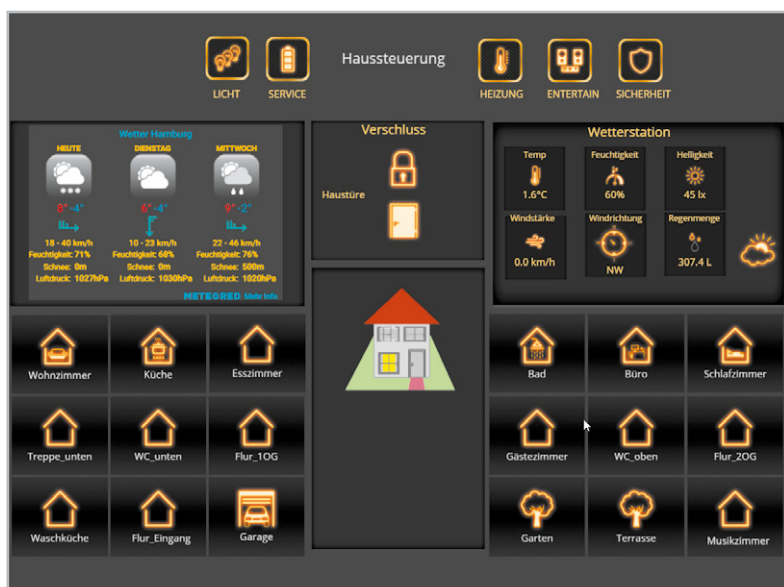 Haussteuerung
LICHT SERVICE HEIZUNG ENTERTAIN SICHERHEIT
Wetter Hamburg
HEUTE DIENSTAG MITTWOCH
8° -4° 6° -4° 9° -2°
18 - 40 km/h 10 - 23 km/h 22 - 46 km/h
Feuchtigkeit: 71% Feuchtigkeit: 68% Feuchtigkeit: 76%
Schnee: 0m Schnee: 0m Schnee: 500m
Luftdruck: 1027hPa Luftdruck: 1030hPa Luftdruck: 1020hPa
METEORED Mehr Info
Verschluss
Haustüre
Wetterstation
Temp Feuchtigkeit Helligkeit
1.6°C 60% 45 lx
Windstärke Windrichtung Regenmenge
0.0 km/h NW 307.4 L
Wohnzimmer Küche Esszimmer
Treppe_unten WC_unten Flur_1OG
Waschküche Flur_Eingang Garage
Bad Büro Schlafzimmer
Gästezimmer WC_oben Flur_2OG
Garten Terrasse Musikzimmer